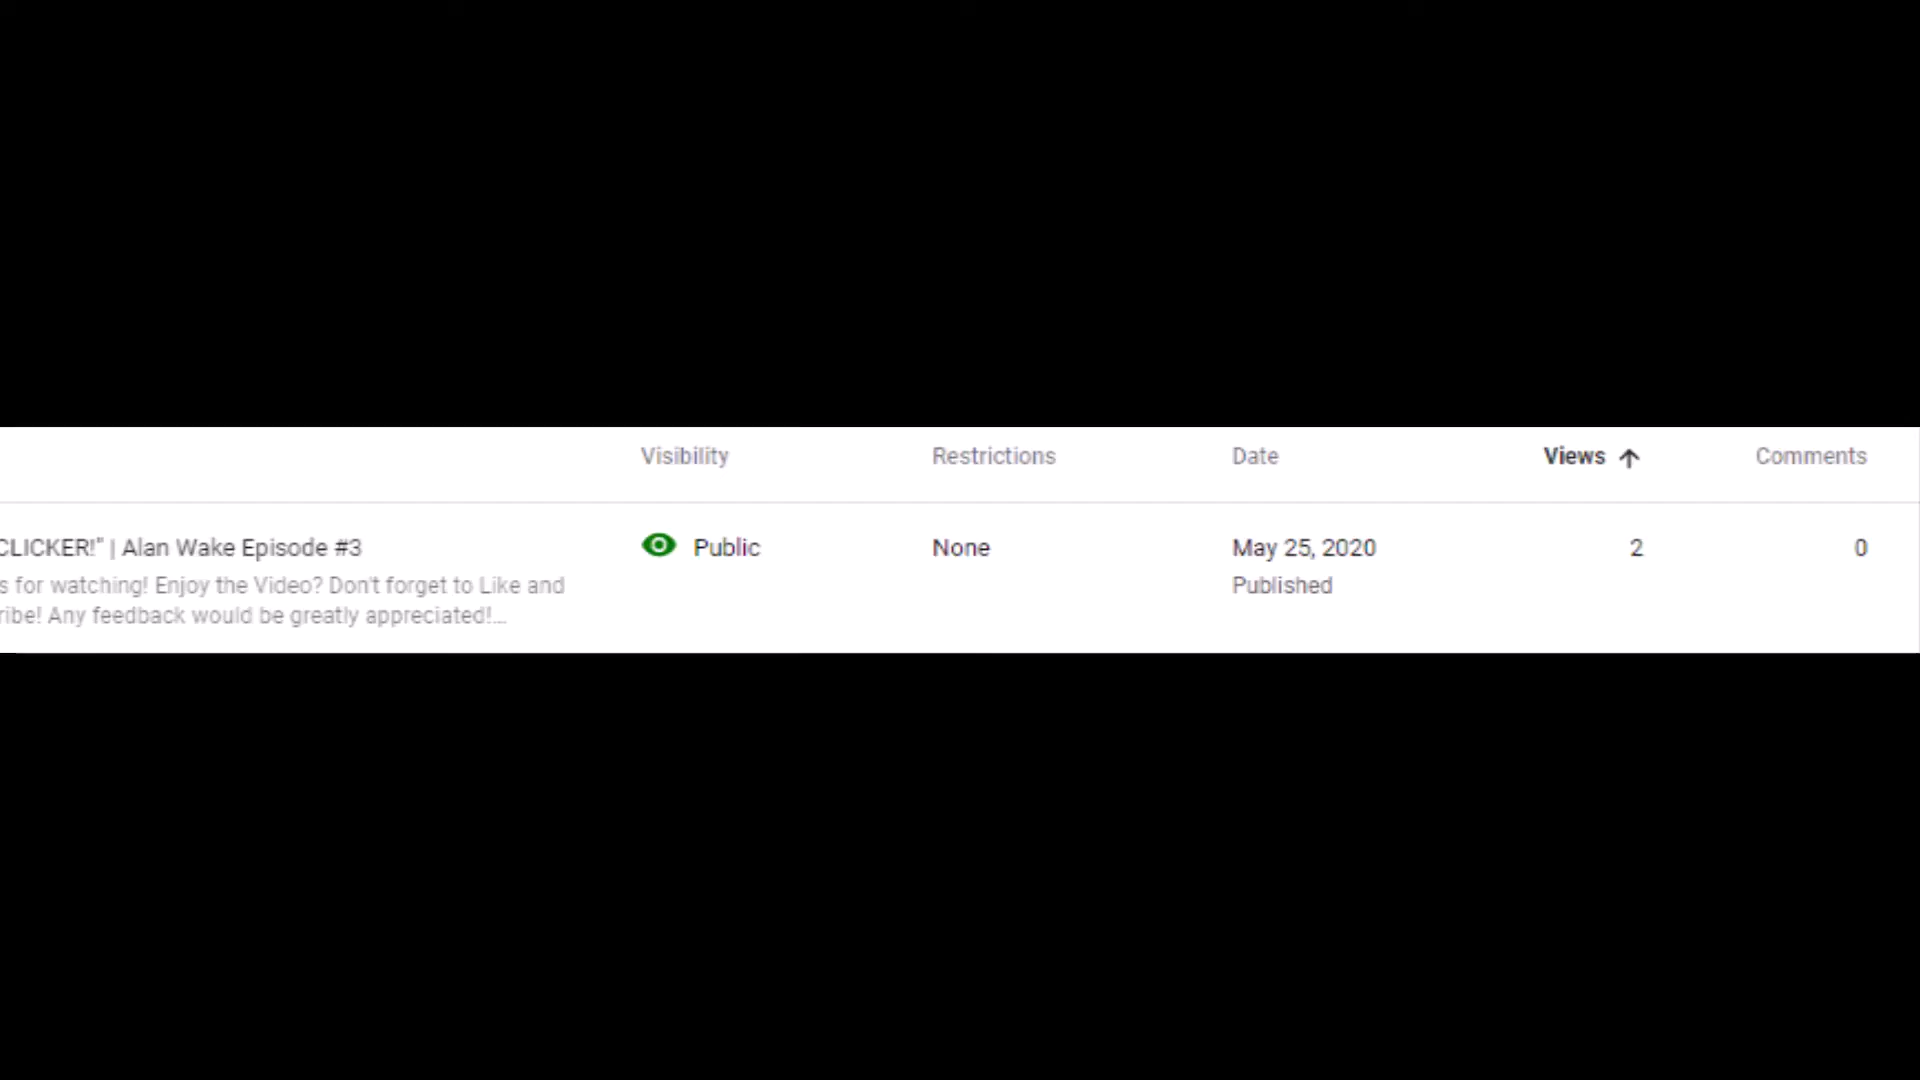 Visibility Restrictions Date Views Comments
CLICKER!" | Alan Wake Episode #3 Public None May 25, 2020 2 0
s for watching! Enjoy the Video? Don't forget to Like and Published
ribe! Any feedback would be greatly appreciated!...